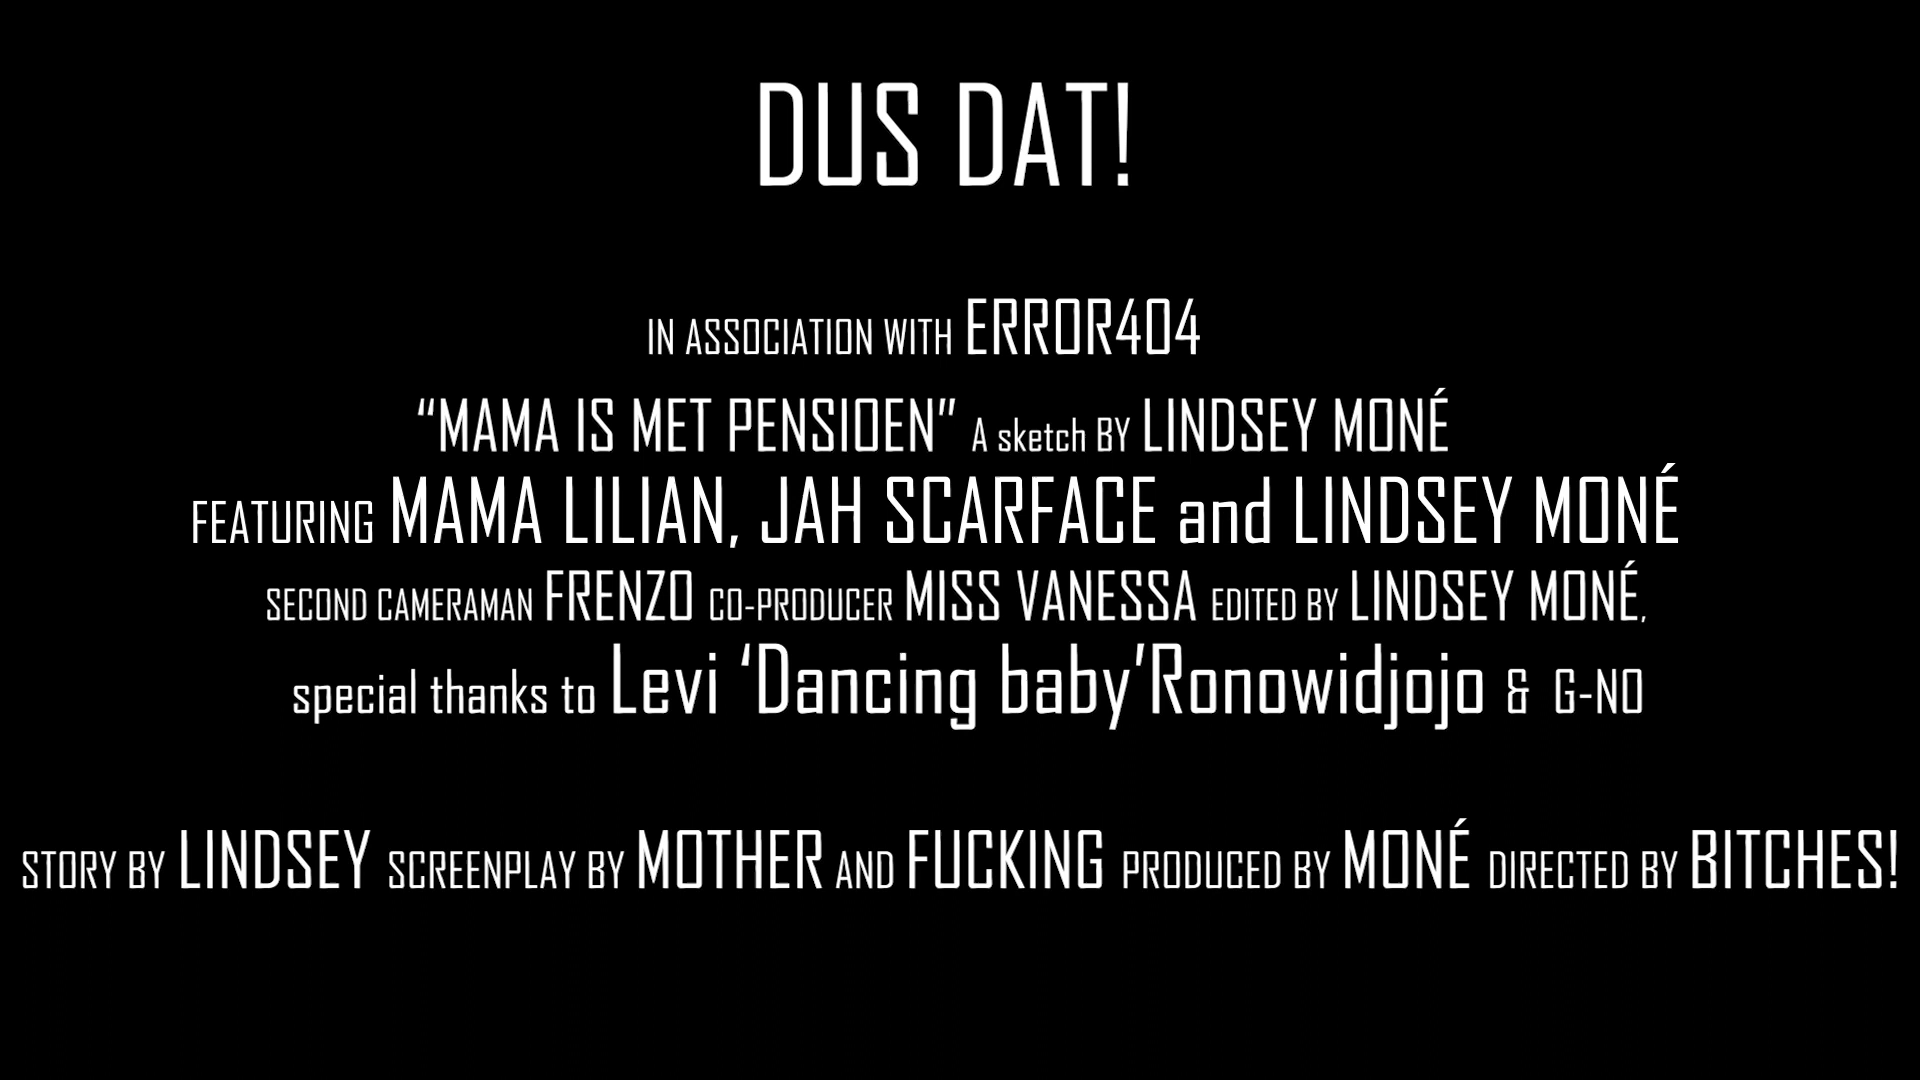 DUS DAT!
IN ASSOCIATION WITH ERROR404
“MAMA IS MET PENSIOEN” A sketch BY LINDSEY MONÉ
FEATURING MAMA LILIAN, JAH SCARFACE and LINDSEY MONÉ
SECOND CAMERAMAN FRENZO CO-PRODUCER MISS VANESSA EDITED BY LINDSEY MONÉ,
special thanks to Levi ‘Dancing baby’Ronowidjojo & G-NO
STORY BY LINDSEY SCREENPLAY BY MOTHER AND FUCKING PRODUCED BY MONÉ DIRECTED BY BITCHES!